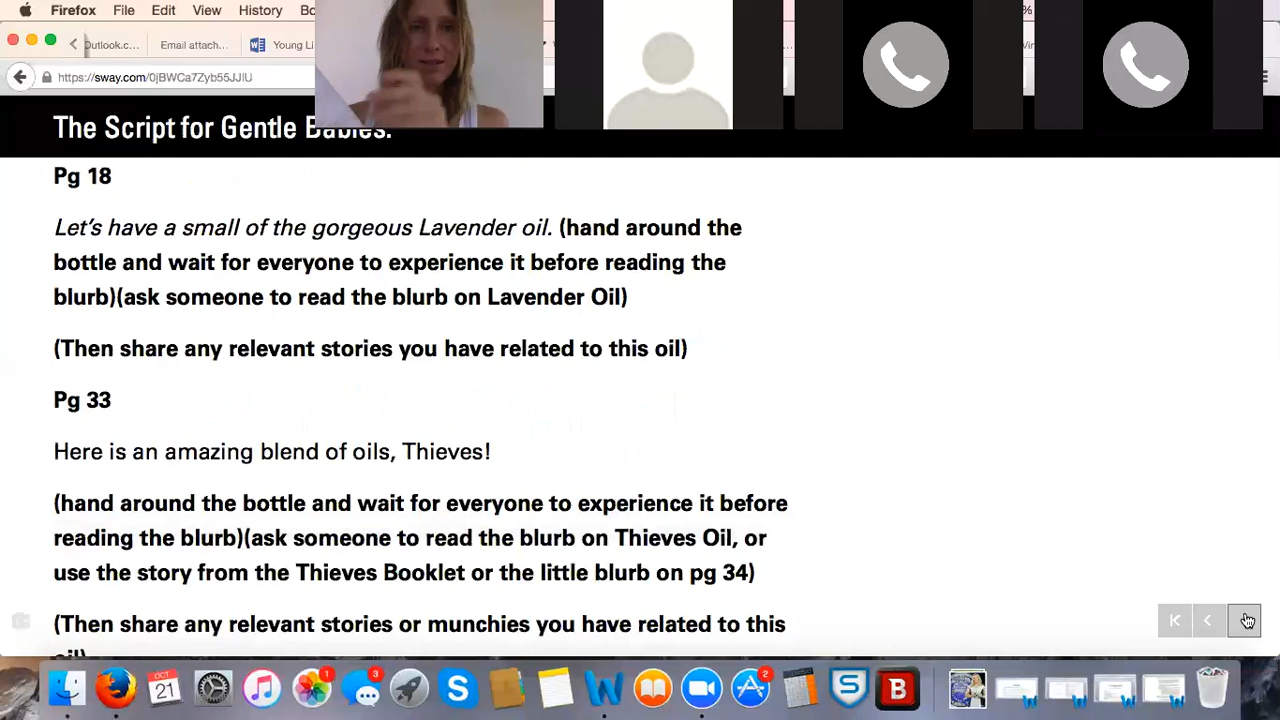 Firefox File Edit View History Bo
Outlook.c... Email attach... Young Li
https://sway.com/0jBWCa7Zyb55JJIU
The Script for Gentle Babies.
Pg 18
Let's have a small of the gorgeous Lavender oil. (hand around the
bottle and wait for everyone to experience it before reading the
blurb)(ask someone to read the blurb on Lavender Oil)
(Then share any relevant stories you have related to this oil)
Pg 33
Here is an amazing blend of oils, Thieves!
(hand around the bottle and wait for everyone to experience it before
reading the blurb)(ask someone to read the blurb on Thieves Oil, or
use the story from the Thieves Booklet or the little blurb on pg 34)
(Then share any relevant stories or munchies you have related to this
oil)
OCT
21
1
3
2